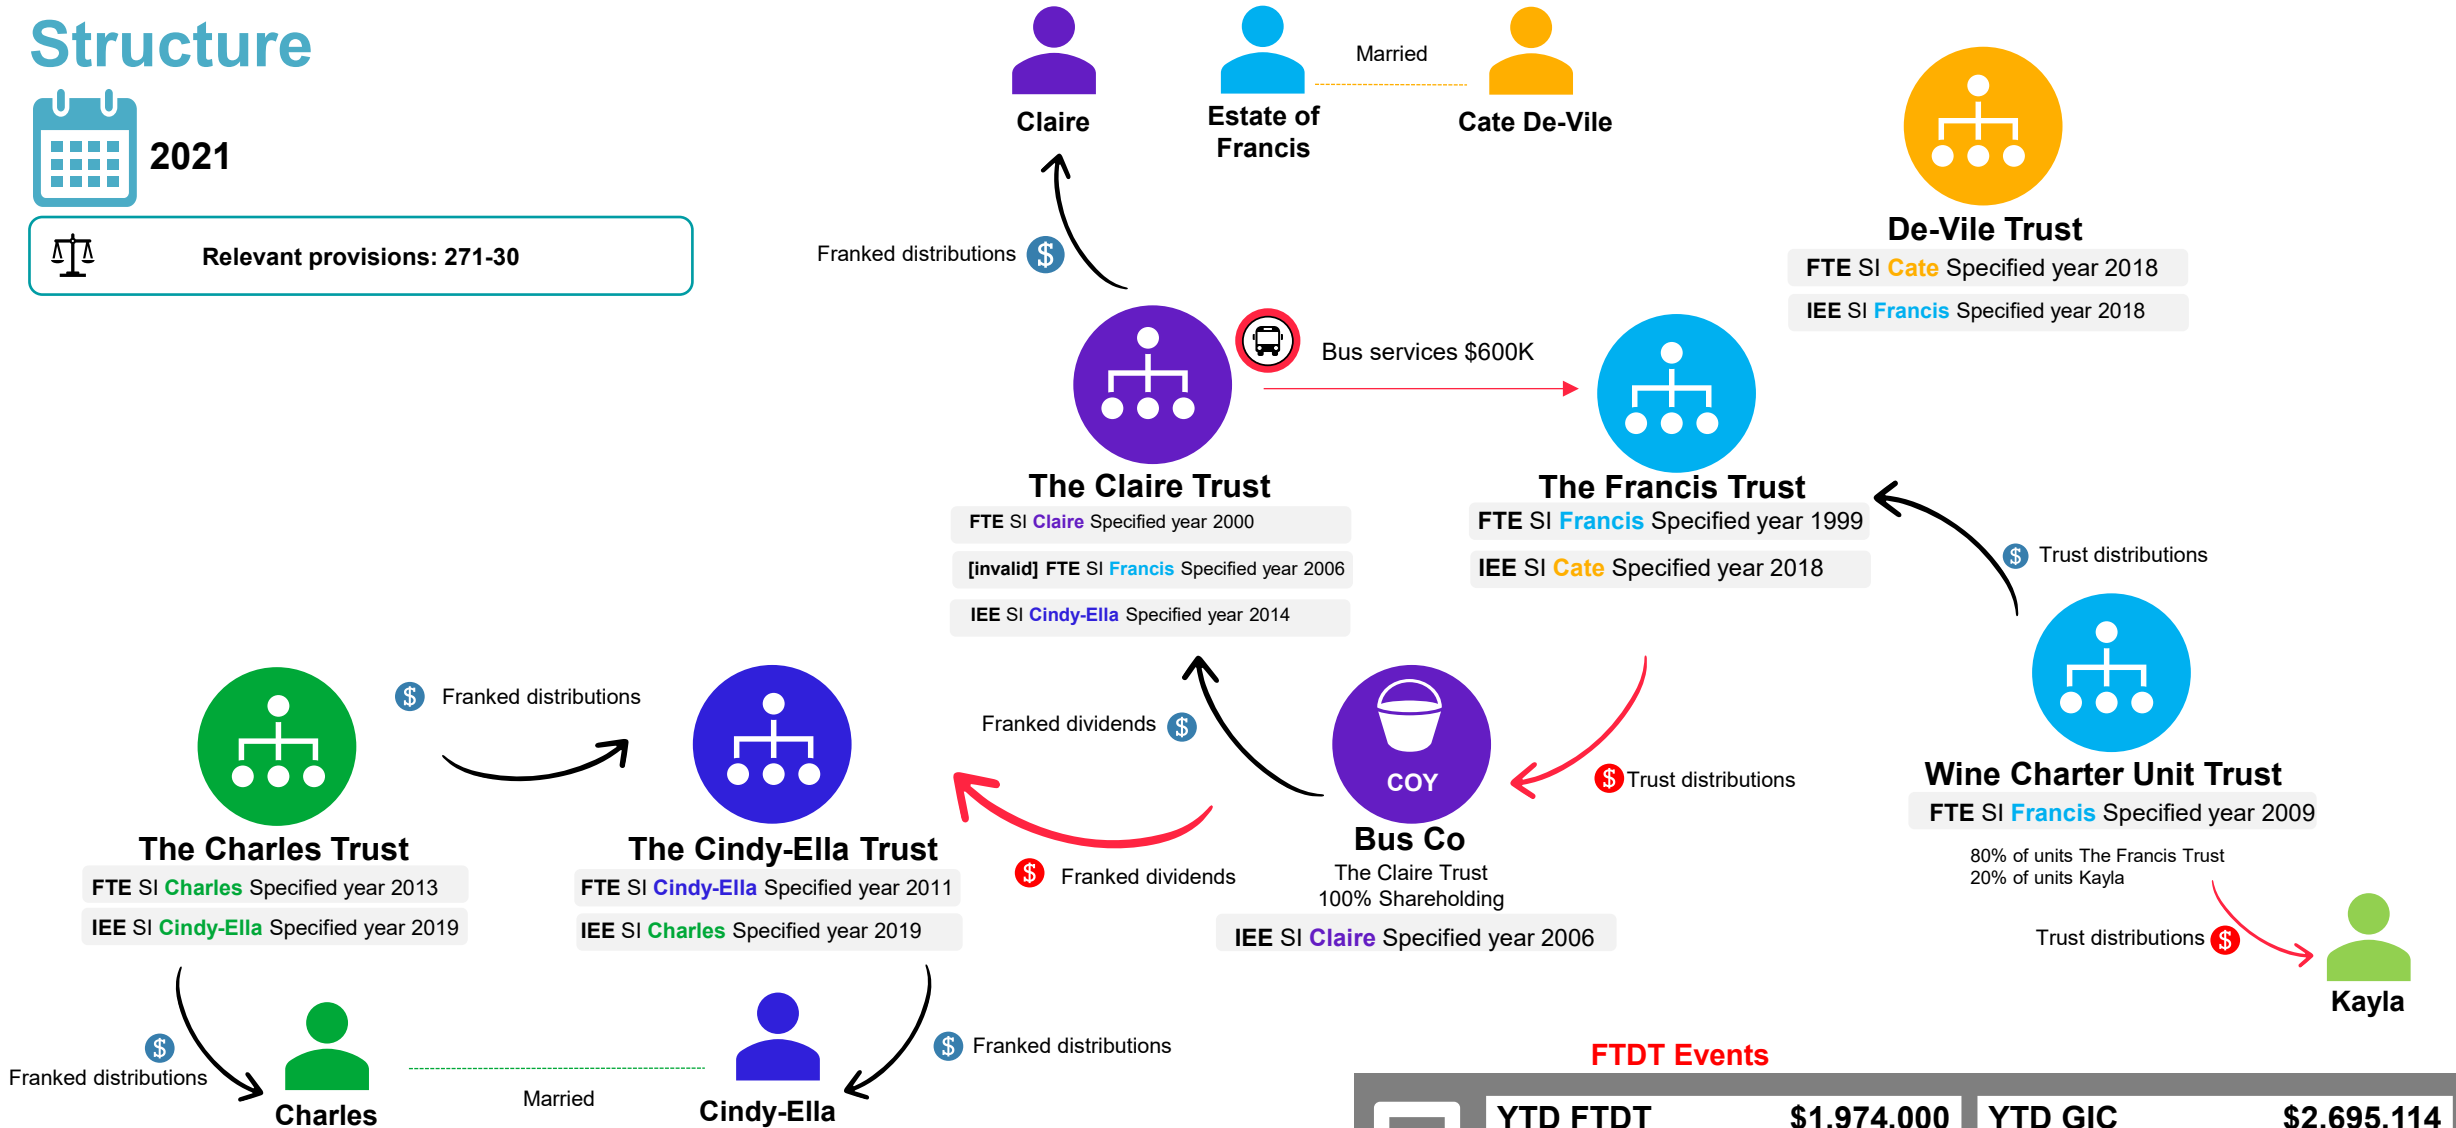 Structure
2021
Relevant provisions: 271-30
Claire
Estate of
Francis
Married
Cate De-Vile
De-Vile Trust
FTE SI Cate Specified year 2018
IEE SI Francis Specified year 2018
Franked distributions
$
Bus services $600K
The Claire Trust
FTE SI Claire Specified year 2000
[invalid] FTE SI Francis Specified year 2006
IEE SI Cindy-Ella Specified year 2014
The Francis Trust
FTE SI Francis Specified year 1999
IEE SI Cate Specified year 2018
$ Trust distributions
$ Franked distributions
Franked dividends $
COY
$ Trust distributions
Wine Charter Unit Trust
FTE SI Francis Specified year 2009
80% of units The Francis Trust
20% of units Kayla
Trust distributions $
Kayla
The Charles Trust
FTE SI Charles Specified year 2013
IEE SI Cindy-Ella Specified year 2019
The Cindy-Ella Trust
FTE SI Cindy-Ella Specified year 2011
IEE SI Charles Specified year 2019
Bus Co
The Claire Trust
100% Shareholding
IEE SI Claire Specified year 2006
$ Franked dividends
$
Franked distributions
Charles
Married
Cindy-Ella
$ Franked distributions
FTDT Events
YTD FTDT $1,974,000
YTD GIC $2,695,114